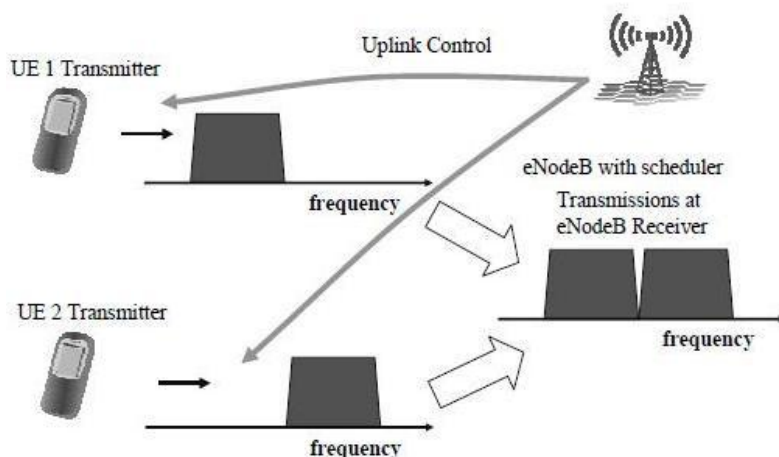 Uplink Control
UE 1 Transmitter
eNodeB with scheduler
frequency
Transmissions at
eNodeB Receiver
UE 2 Transmitter
frequency
frequency